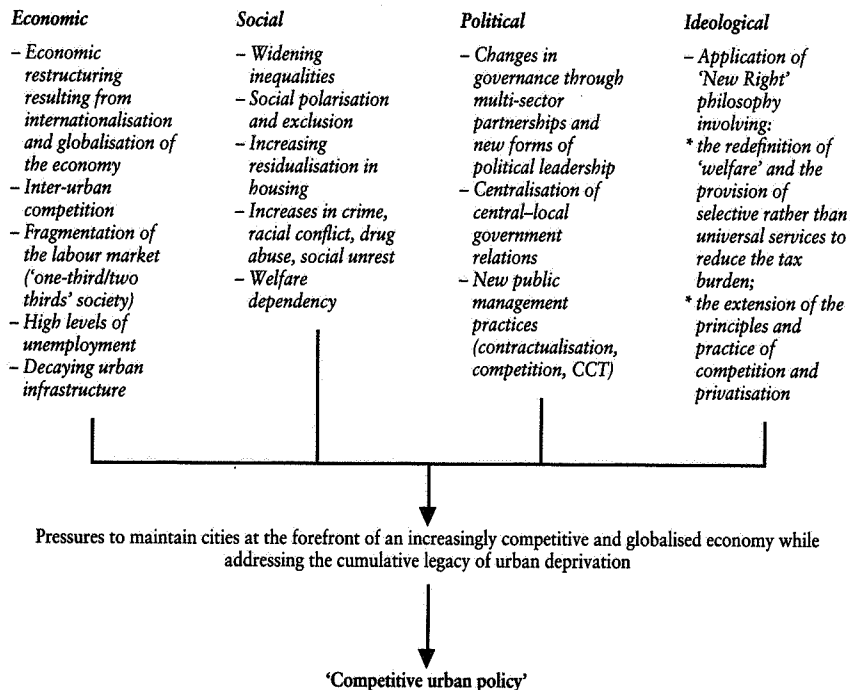 Economic
– Economic
restructuring
resulting from
internationalisation
and globalisation of
the economy
– Inter-urban
competition
– Fragmentation of
the labour market
(‘one-third/two
thirds’ society)
– High levels of
unemployment
– Decaying urban
infrastructure
Social
– Widening
inequalities
– Social polarisation
and exclusion
– Increasing
residualisation in
housing
– Increases in crime,
racial conflict, drug
abuse, social unrest
– Welfare
dependency
Political
– Changes in
governance through
multi-sector
partnerships and
new forms of
political leadership
– Centralisation of
central–local
government
relations
– New public
management
practices
(contractualisation,
competition, CCT)
Ideological
– Application of
‘New Right’
philosophy
involving:
* the redefinition of
‘welfare’ and the
provision of
selective rather than
universal services to
reduce the tax
burden;
* the extension of the
principles and
practice of
competition and
privatisation
Pressures to maintain cities at the forefront of an increasingly competitive and globalised economy while
addressing the cumulative legacy of urban deprivation
‘Competitive urban policy’